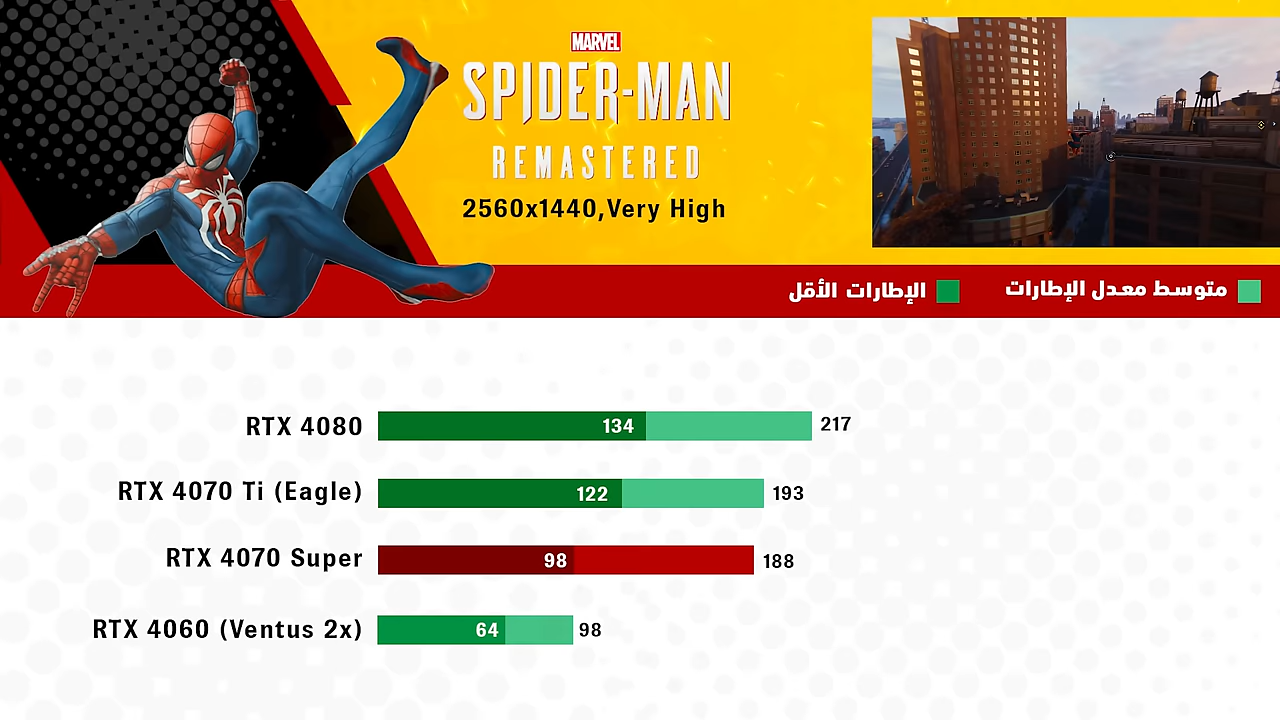 MARVEL
SPIDER-MAN
REMASTERED
2560x1440,Very High
متوسط معدل الإطارات
الإطارات الأقل
RTX 4080 134 217
RTX 4070 Ti (Eagle) 122 193
RTX 4070 Super 98 188
RTX 4060 (Ventus 2x) 64 98